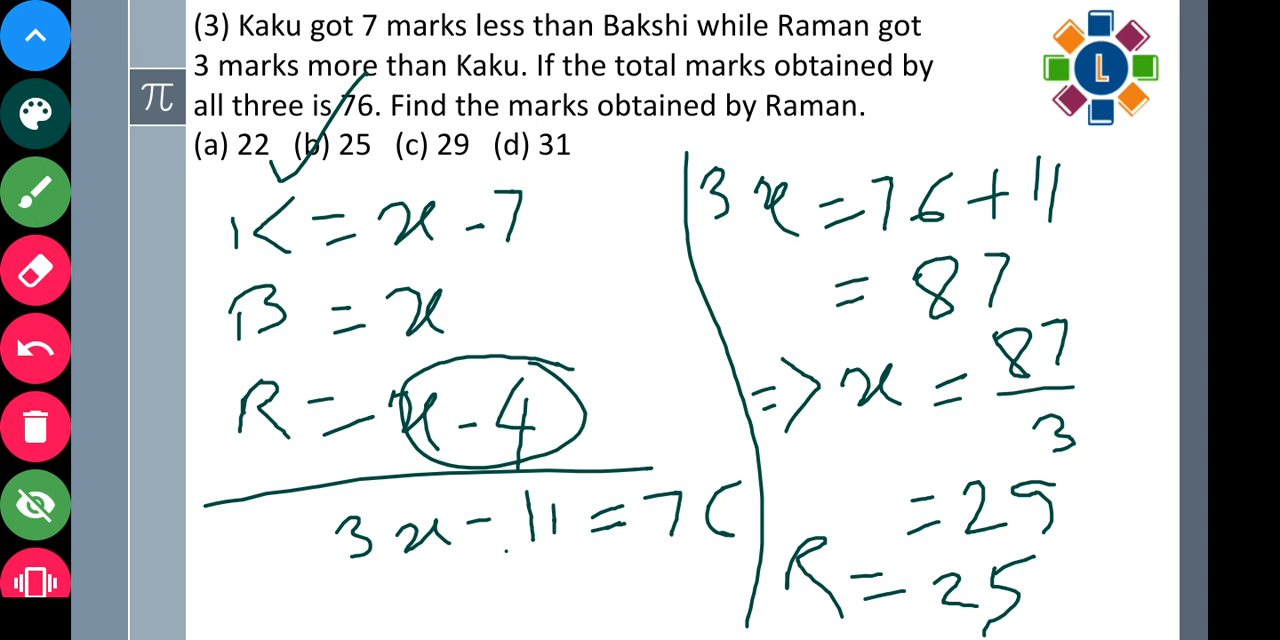 (3) Kaku got 7 marks less than Bakshi while Raman got
3 marks more than Kaku. If the total marks obtained by
all three is 76. Find the marks obtained by Raman.
(a) 22 (b) 25 (c) 29 (d) 31
π
L
K = x - 7
B = x
R = x - 4
3x - 11 = 76
3x = 76 + 11
= 87
=> x = 87/3
= 29
R = 25